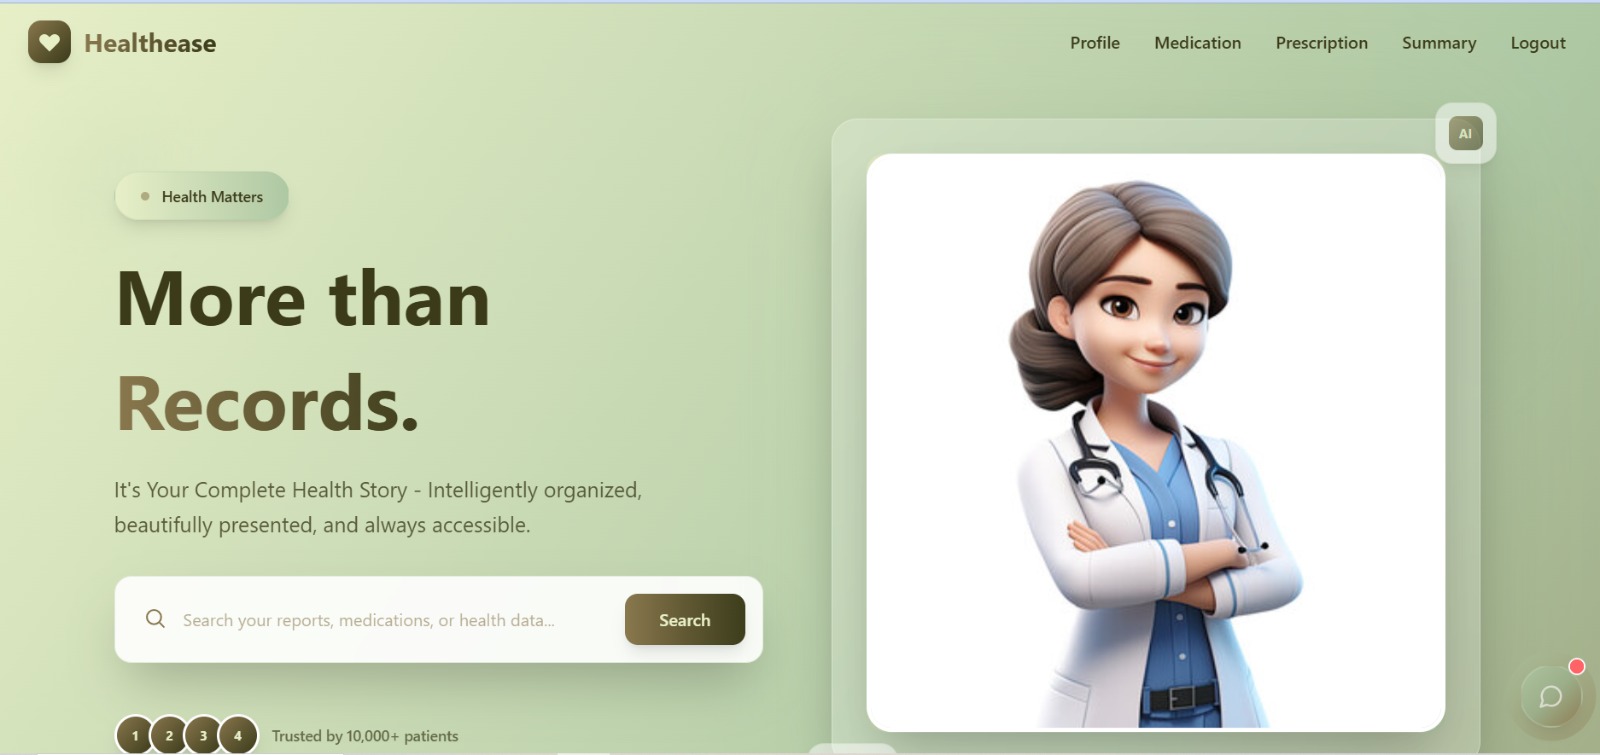 Healthease
Profile
Medication
Prescription
Summary
Logout
AI
Health Matters
More than
Records.
It's Your Complete Health Story - Intelligently organized,
beautifully presented, and always accessible.
Search your reports, medications, or health data...
Search
1
2
3
4
Trusted by 10,000+ patients